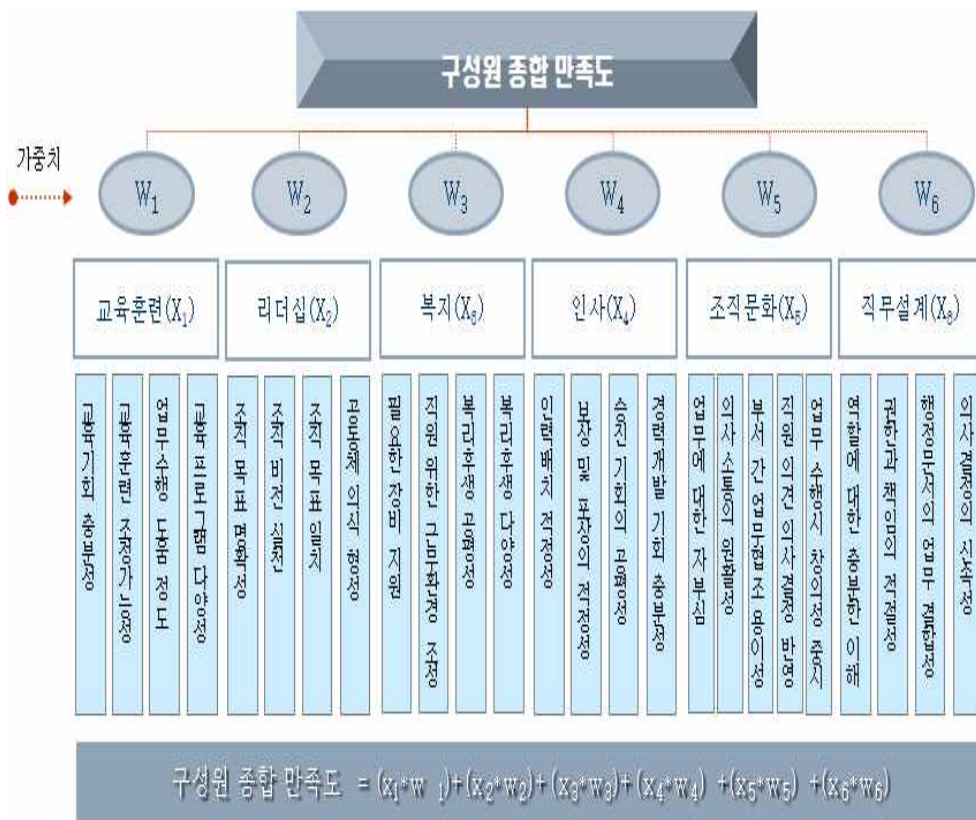 구성원 종합 만족도
가중치
W₁
W₂
W₃
W₄
W₅
W₆
교육훈련(X₁)
리더십(X₂)
복지(X₃)
인사(X₄)
조직문화(X₅)
직무설계(X₆)
교육기회 충분성
교육훈련 조정가능성
업무수행 도움 정도
교육 프로그램 다양성
조직 목표 명확성
조직 비전 실천
조직 목표 일치
공동체 의식 형성
필요한 장비 지원
직원 위한 근무환경 조정
복리후생 공평성
복리후생 다양성
인력배치 적정성
보상 및 포상의 적정성
승진 기회의 공평성
경력개발 기회 충분성
업무에 대한 자부심
의사 소통의 원활성
부서 간 업무협조 용이성
직원 의견 의사결정 반영
업무 수행시 창의성 중시
역할에 대한 충분한 이해
권한과 책임의 적절성
행정문서의 업무 결합성
의사결정의 신속성
구성원 종합 만족도 = (x₁*w ₁)+(x₂*w₂)+(x₃*w₃)+(x₄*w₄) +(x₅*w₅) +(x₆*w₆)